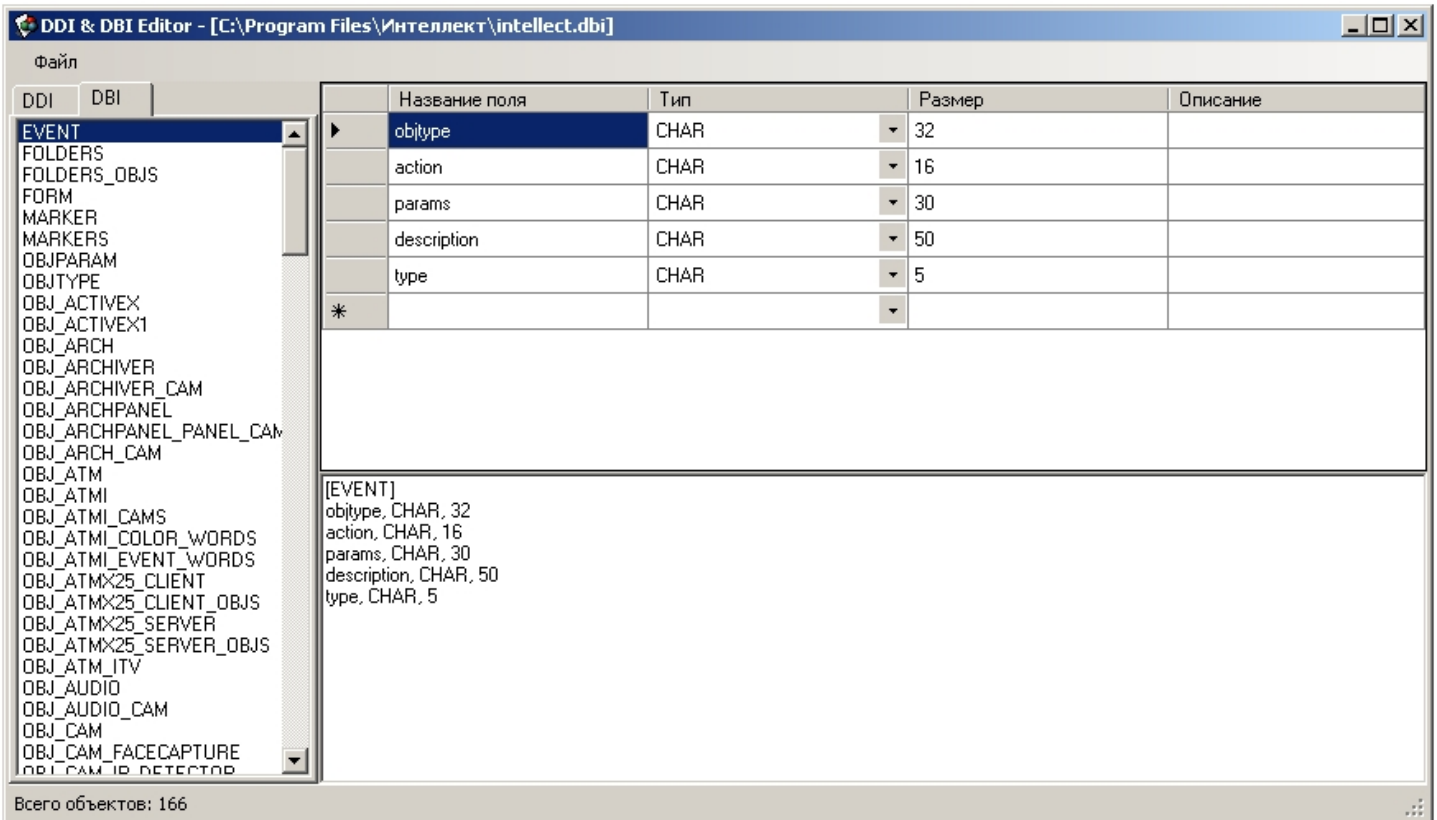 DDI & DBI Editor - [C:\Program Files\Интеллект\intellect.dbi]
Файл
DDI DBI
EVENT
FOLDERS
FOLDERS_OBJS
FORM
MARKER
MARKERS
OBJPARAM
OBJTYPE
OBJ_ACTIVEX
OBJ_ACTIVEX1
OBJ_ARCH
OBJ_ARCHIVER
OBJ_ARCHIVER_CAM
OBJ_ARCHPANEL
OBJ_ARCHPANEL_PANEL_CAM
OBJ_ARCH_CAM
OBJ_ATM
OBJ_ATMI
OBJ_ATMI_CAMS
OBJ_ATMI_COLOR_WORDS
OBJ_ATMI_EVENT_WORDS
OBJ_ATMX25_CLIENT
OBJ_ATMX25_CLIENT_OBJS
OBJ_ATMX25_SERVER
OBJ_ATMX25_SERVER_OBJS
OBJ_ATM_ITV
OBJ_AUDIO
OBJ_AUDIO_CAM
OBJ_CAM
OBJ_CAM_FACECAPTURE
OBJ_CAM_IR_DETECTOR
Название поля Тип Размер Описание
objtype CHAR 32
action CHAR 16
params CHAR 30
description CHAR 50
type CHAR 5
[EVENT]
objtype, CHAR, 32
action, CHAR, 16
params, CHAR, 30
description, CHAR, 50
type, CHAR, 5
Всего объектов: 166